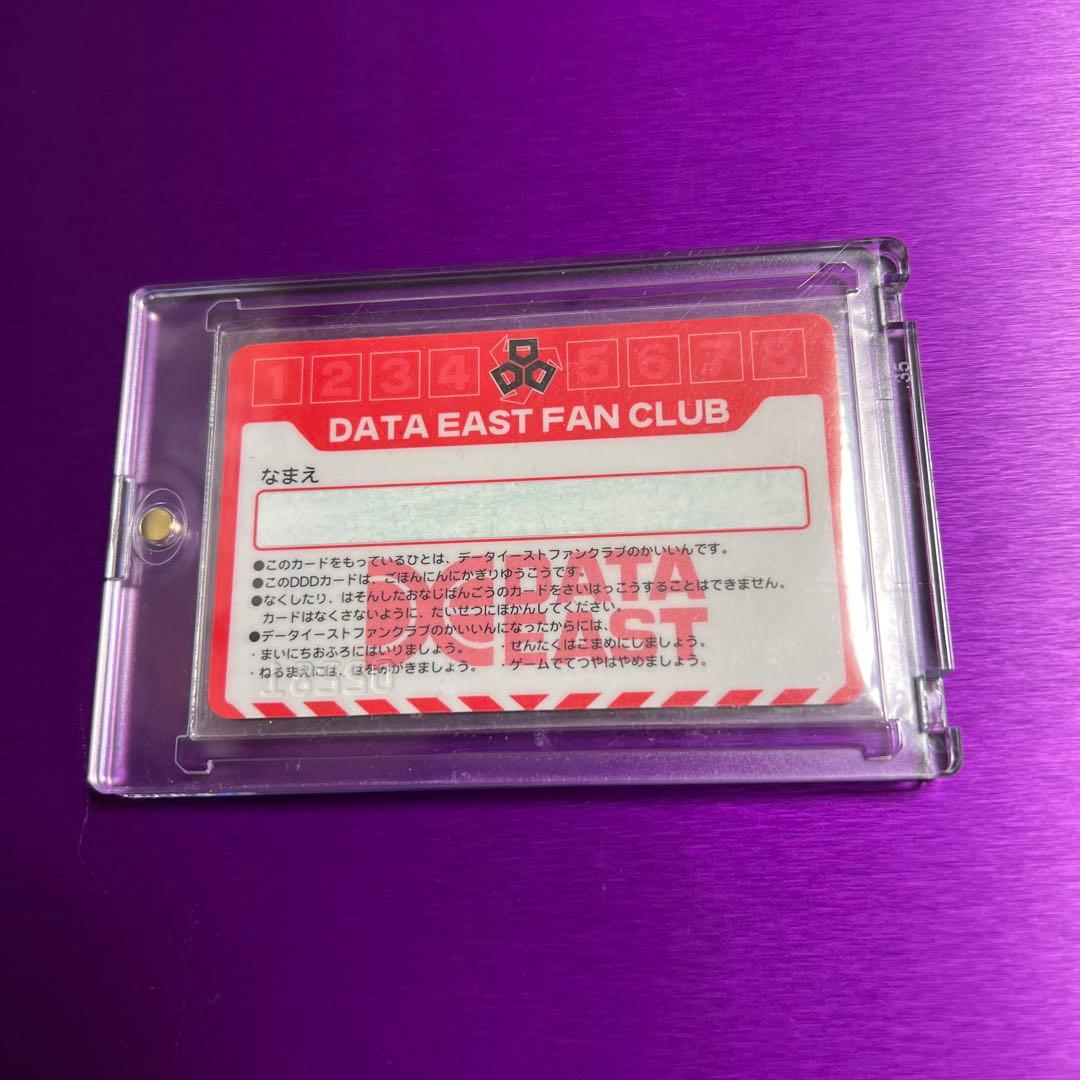 1 2 3 4 DDD 5 6 7 8
DATA EAST FAN CLUB
なまえ
●このカードをもっているひとは、データイーストファンクラブのかいいんです。
●このDDDカードは、ごほんにんにかぎりゆうこうです。
●なくしたり、はそんしたおなじばんごうのカードをさいはっこうすることはできません。
カードはなくさないように、たいせつにほかんしてください。
●データイーストファンクラブのかいいんになったからには、
・まいにちおふろにはいりましょう。 ・せんたくはこまめにしましょう。
・ねるまえには、はをみがきましょう。 ・ゲームでてつやはやめましょう。
DATA
EAST
35